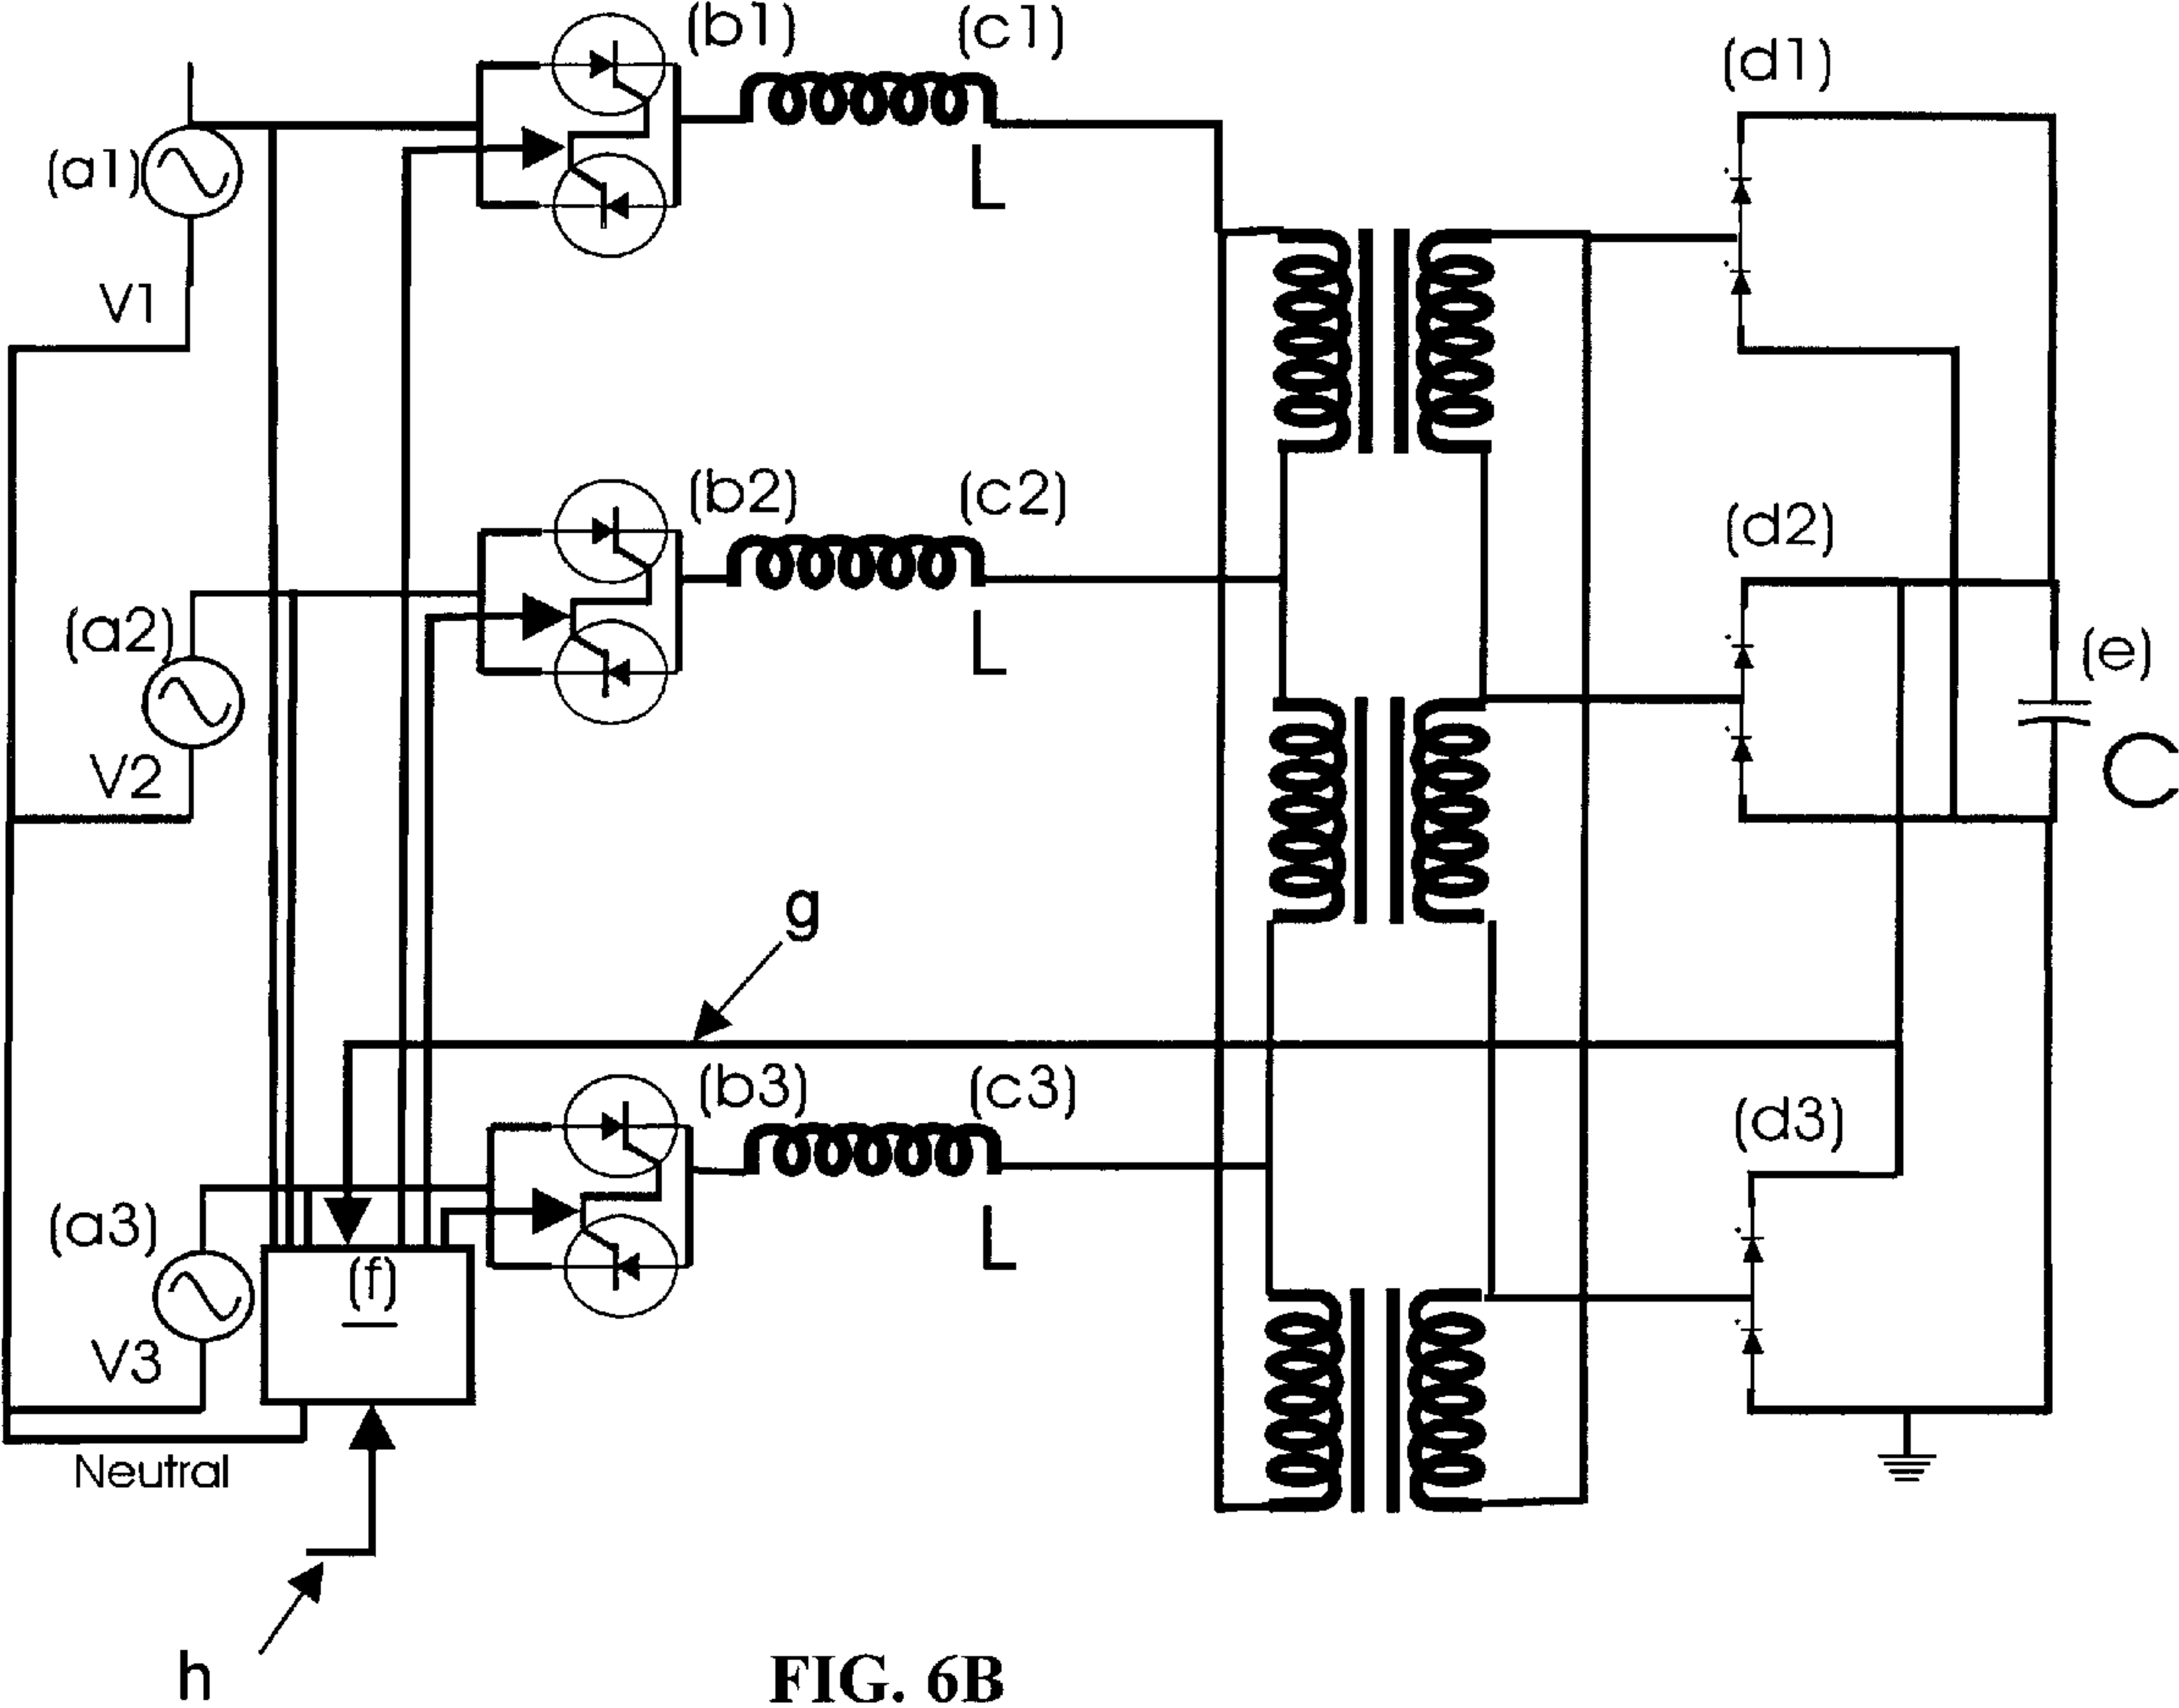 (b1)
(c1)
(d1)
(a1)
L
V1
(b2)
(c2)
(d2)
(a2)
L
(e)
V2
C
g
(b3)
(c3)
(d3)
(a3)
L
(f)
V3
Neutral
h
FIG. 6B